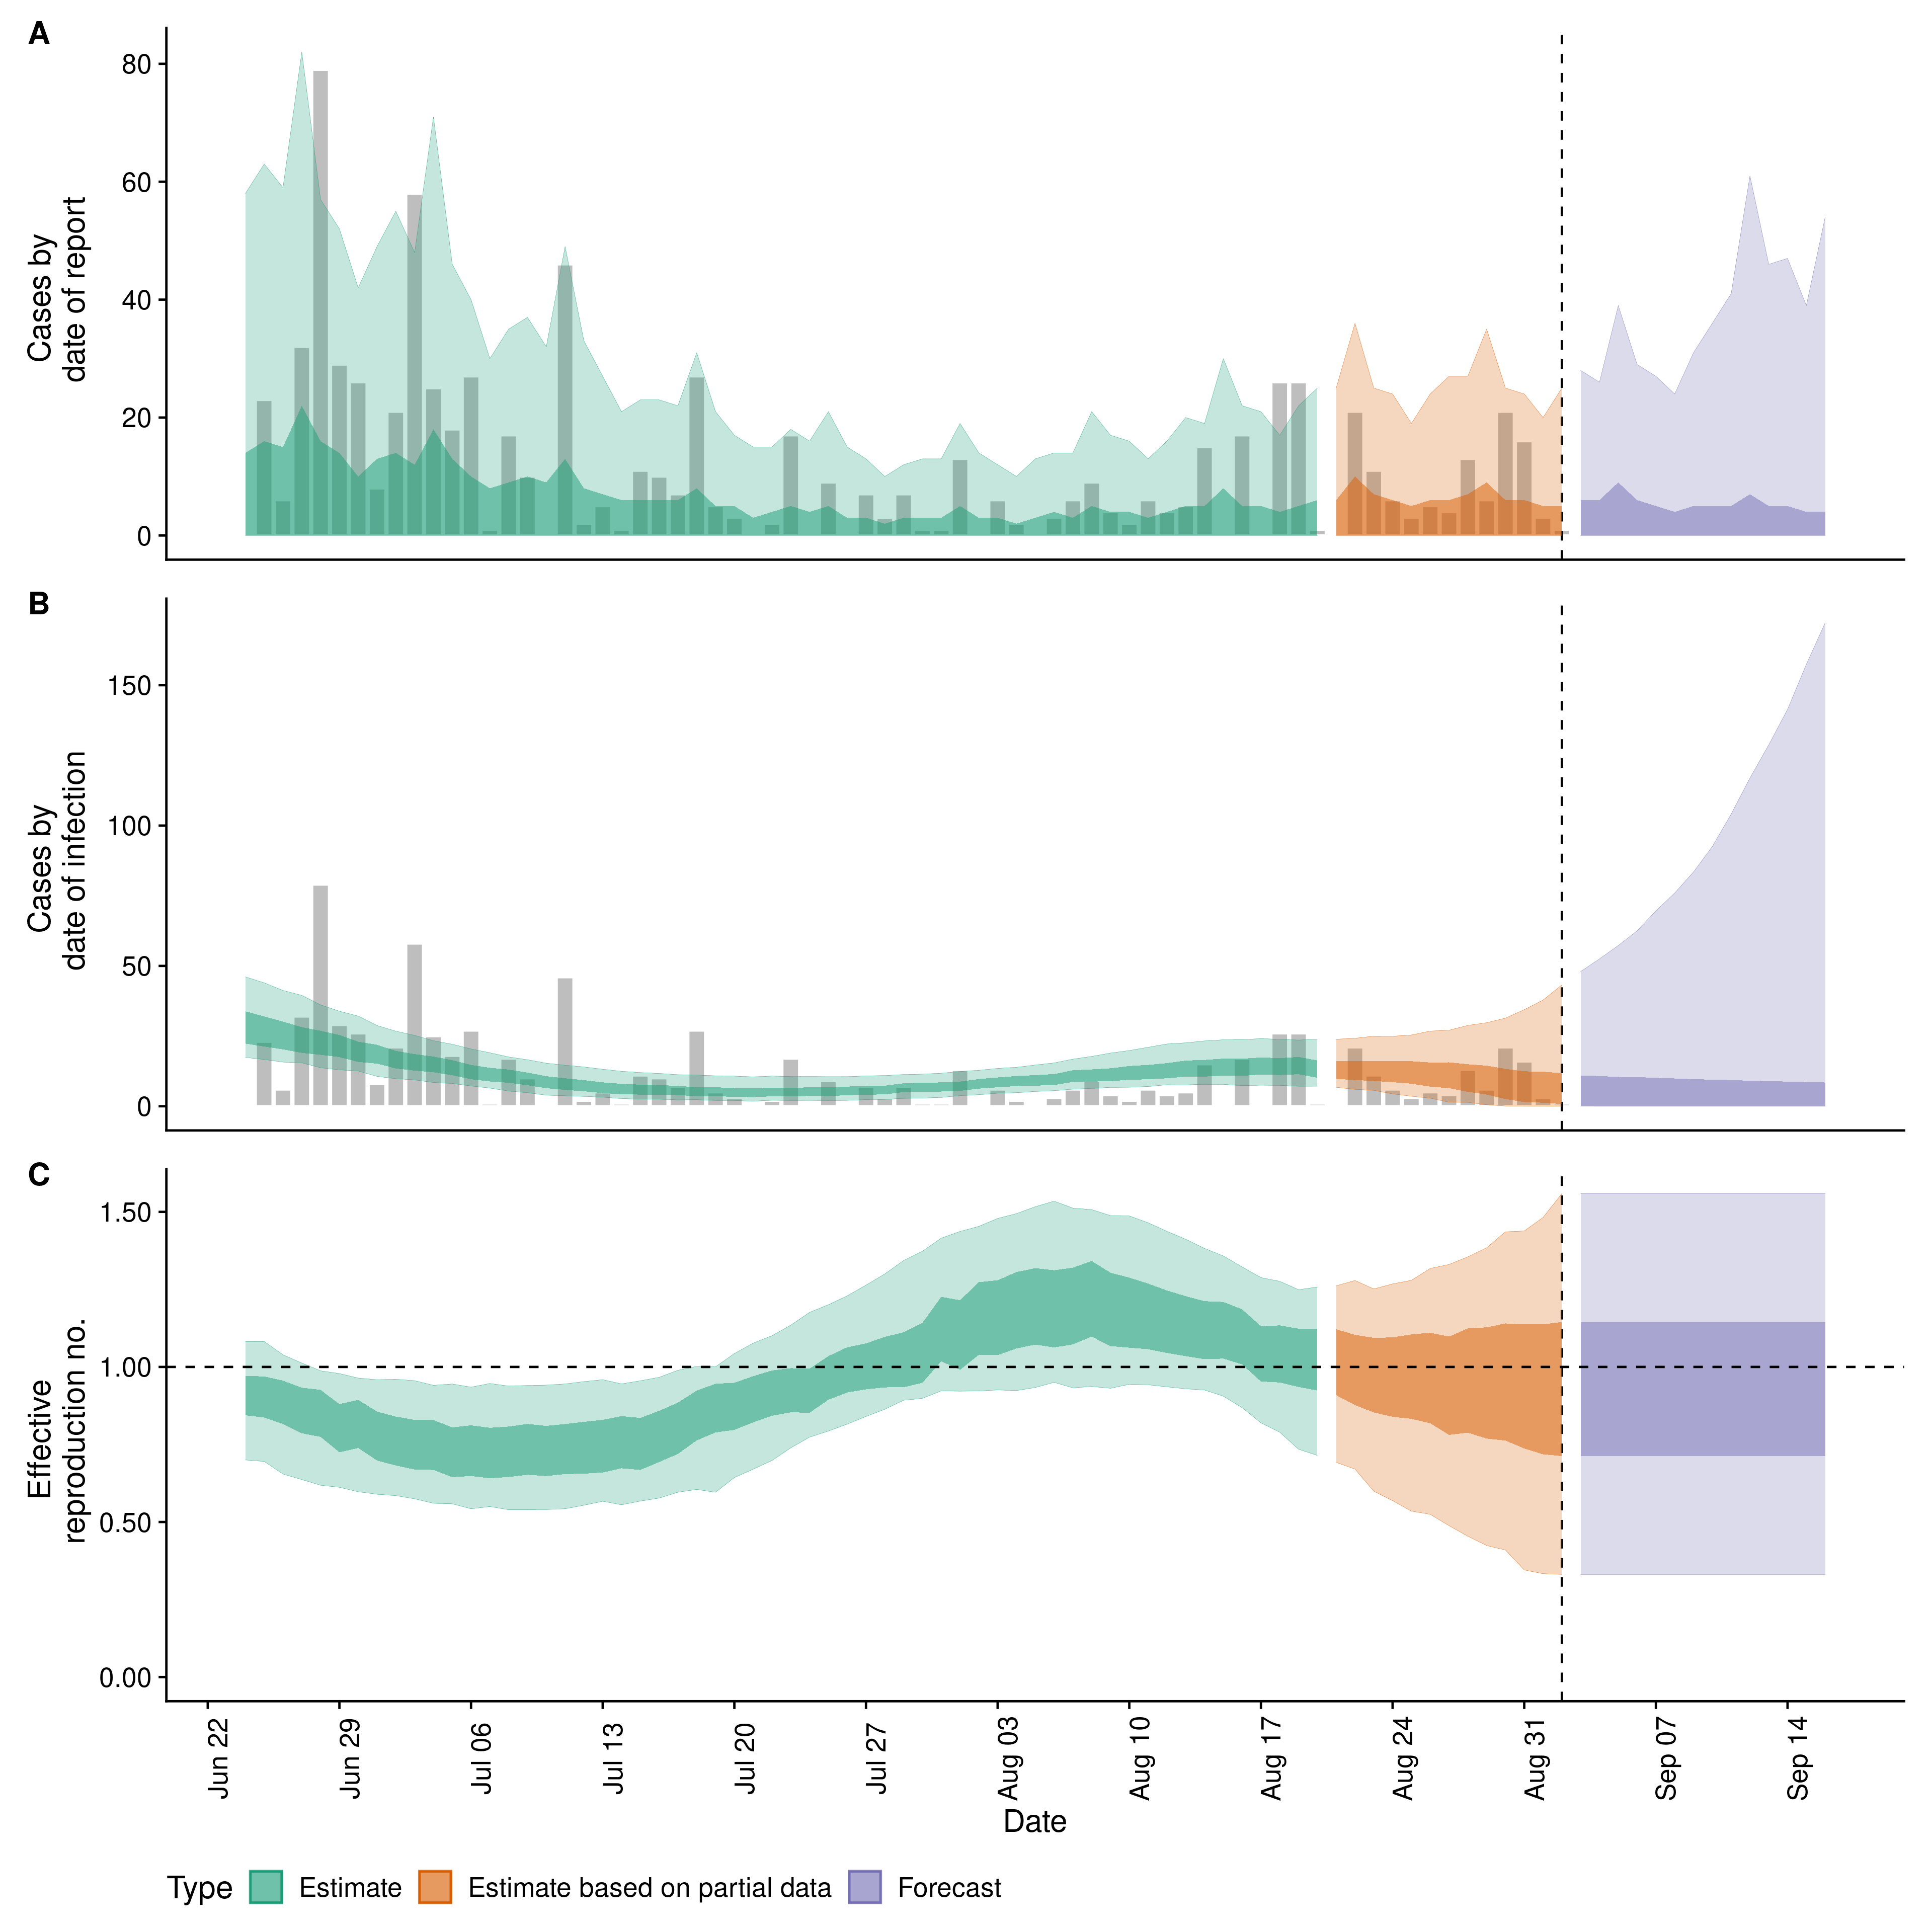 A
Cases by
date of report
80
60
40
20
0
B
Cases by
date of infection
150
100
50
0
C
Effective
reproduction no.
1.50
1.00
0.50
0.00
Jun 22
Jun 29
Jul 06
Jul 13
Jul 20
Jul 27
Aug 03
Aug 10
Aug 17
Aug 24
Aug 31
Sep 07
Sep 14
Date
Type Estimate Estimate based on partial data Forecast